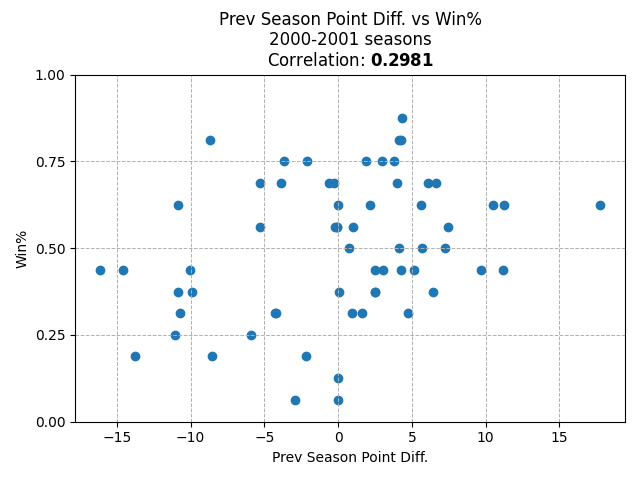 Prev Season Point Diff. vs Win%
2000-2001 seasons
Correlation: 0.2981
1.00
0.75
0.50
0.25
0.00
Win%
−15
−10
−5
0
5
10
15
Prev Season Point Diff.